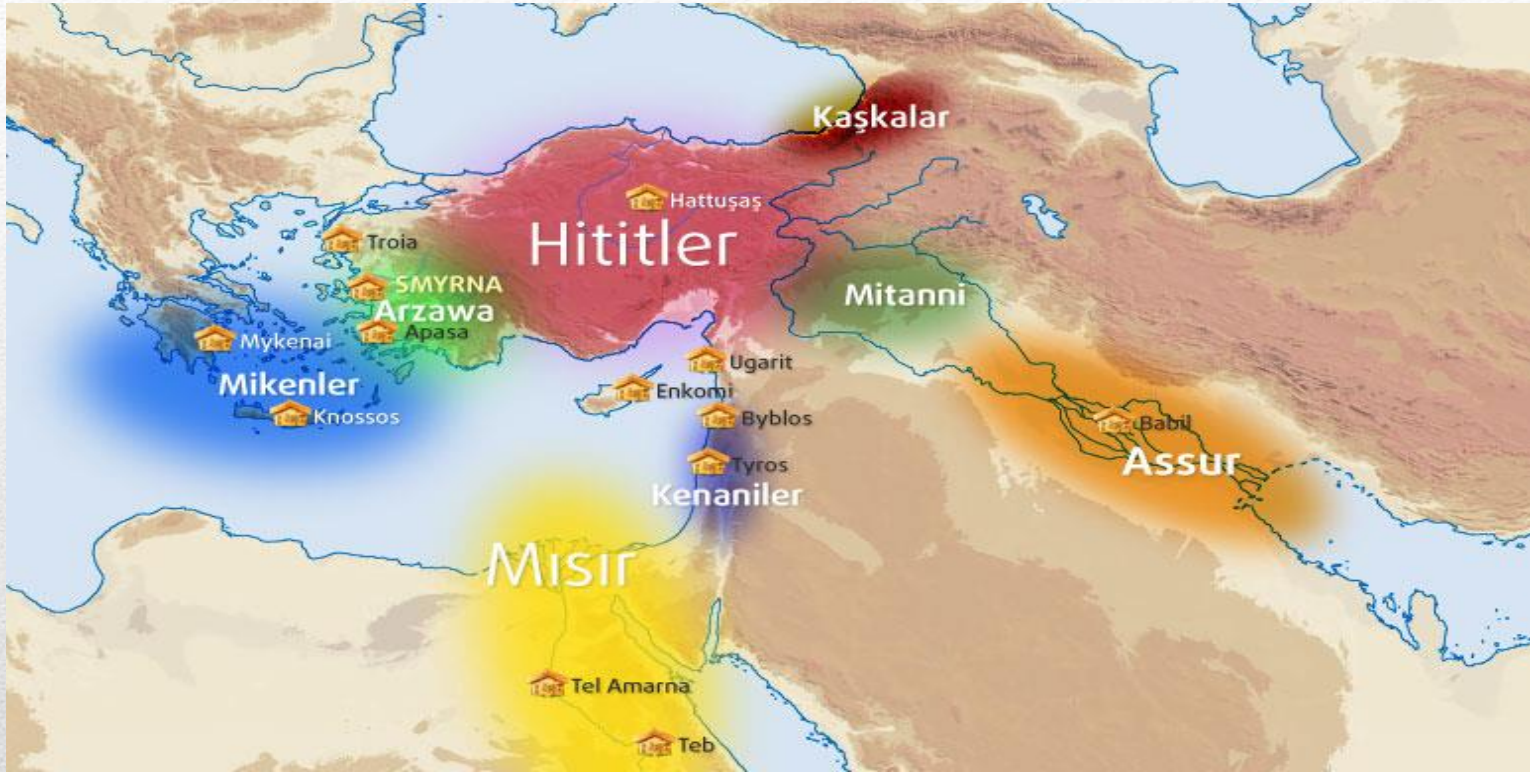 Kaşkalar
Hattuşaş
Hititler
Troia
SMYRNA
Arzawa
Apasa
Mitanni
Mykenai
Mikenler
Knossos
Ugarit
Enkomi
Byblos
Babil
Assur
Tyros
Kenaniler
Mısır
Tel Amarna
Teb